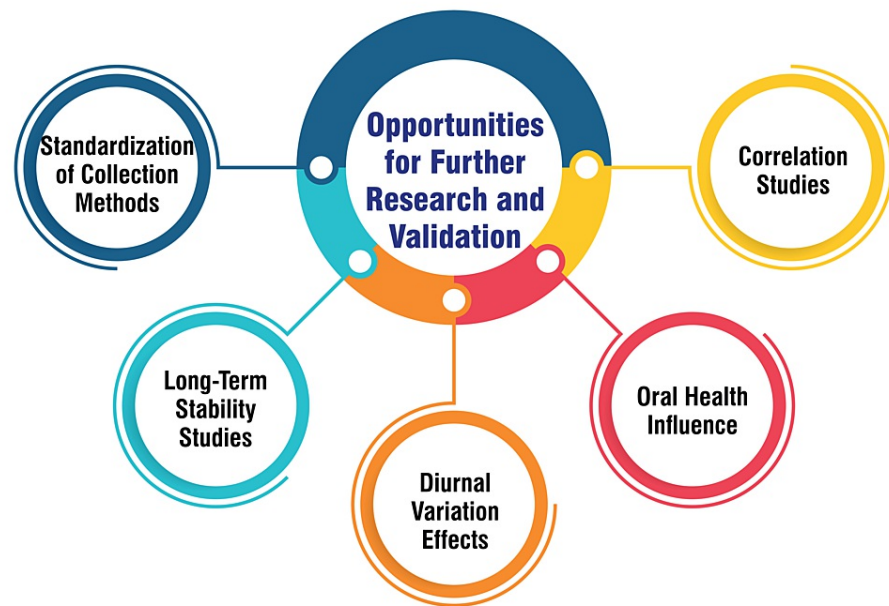 Opportunities
for Further
Research and
Validation
Standardization
of Collection
Methods
Long-Term
Stability
Studies
Diurnal
Variation
Effects
Oral Health
Influence
Correlation
Studies